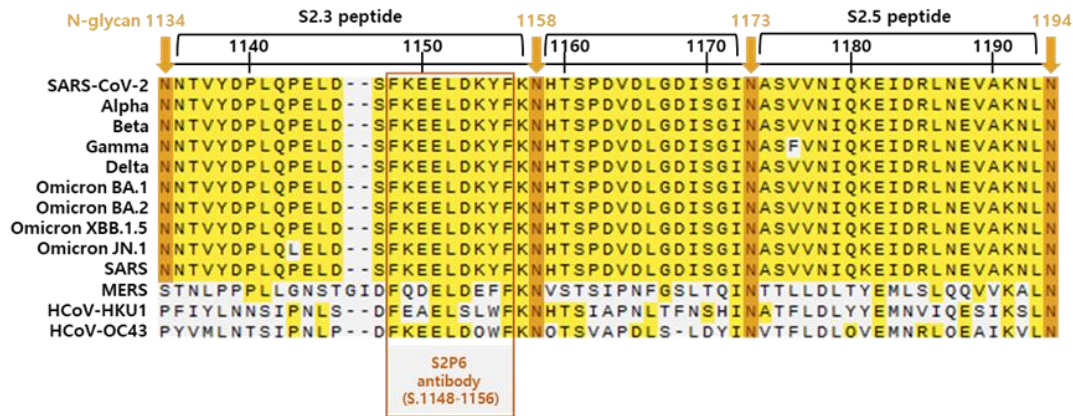 N-glycan 1134 S2.3 peptide 1158 1173 S2.5 peptide 1194
1140 1150 1160 1170 1180 1190
SARS-CoV-2 NNTVYDPLQPELD--SFKEELDKYFKNHTSPDVDLGDISGINASVVNIQKEIDRLNEVAKNLN
Alpha NNTVYDPLQPELD--SFKEELDKYFKNHTSPDVDLGDISGINASVVNIQKEIDRLNEVAKNLN
Beta NNTVYDPLQPELD--SFKEELDKYFKNHTSPDVDLGDISGINASVVNIQKEIDRLNEVAKNLN
Gamma NNTVYDPLQPELD--SFKEELDKYFKNHTSPDVDLGDISGINASFVNIQKEIDRLNEVAKNLN
Delta NNTVYDPLQPELD--SFKEELDKYFKNHTSPDVDLGDISGINASVVNIQKEIDRLNEVAKNLN
Omicron BA.1 NNTVYDPLQPELD--SFKEELDKYFKNHTSPDVDLGDISGINASVVNIQKEIDRLNEVAKNLN
Omicron BA.2 NNTVYDPLQPELD--SFKEELDKYFKNHTSPDVDLGDISGINASVVNIQKEIDRLNEVAKNLN
Omicron XBB.1.5 NNTVYDPLQPELD--SFKEELDKYFKNHTSPDVDLGDISGINASVVNIQKEIDRLNEVAKNLN
Omicron JN.1 NNTVYDPLQLELD--SFKEELDKYFKNHTSPDVDLGDISGINASVVNIQKEIDRLNEVAKNLN
SARS NNTVYDPLQPELD--SFKEELDKYFKNHTSPDVDLGDISGINASVVNIQKEIDRLNEVAKNLN
MERS STNLPPPLLGNSTGIDFQDELDEFFKNVSTSIPNFGSLTQINTTLLDLTYEMLSLQQVVKALN
HCoV-HKU1 PFIYLNNSIPNLS--DFEAELSLWFKNHTSIAPNLTFNSHINATFLDLYYEMNVIQESIKSLN
HCoV-OC43 PYVMLNTSIPNLP--DFKEELDOWFKNOTSVAPDLS-LDYINVTFLDLOVEMNRLOEAIKVLN
S2P6
antibody
(S.1148-1156)